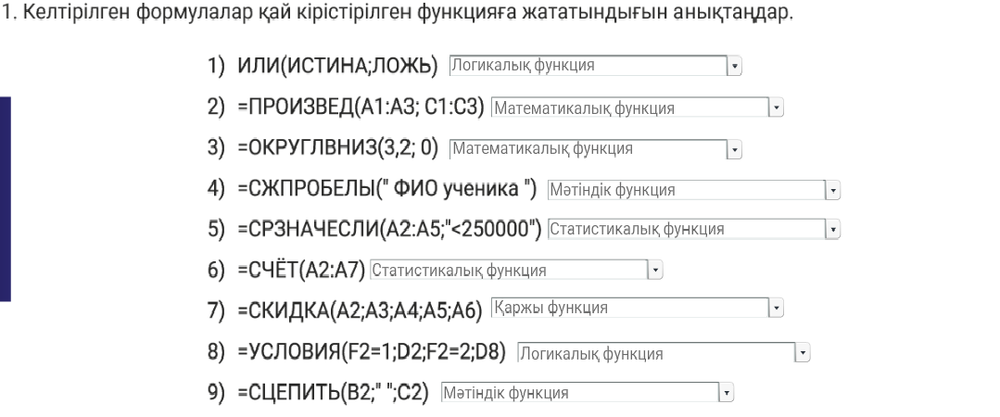 1. Келтірілген формулалар қай кірістірілген функцияға жататындығын анықтаңдар.
1) ИЛИ(ИСТИНА;ЛОЖЬ) Логикалық функция
2) =ПРОИЗВЕД(A1:A3; C1:C3) Математикалық функция
3) =ОКРУГЛВНИЗ(3,2; 0) Математикалық функция
4) =СЖПРОБЕЛЫ(" ФИО ученика ") Мәтіндік функция
5) =СРЗНАЧЕСЛИ(A2:A5;"<250000") Статистикалық функция
6) =СЧЁТ(A2:A7) Статистикалық функция
7) =СКИДКА(A2;A3;A4;A5;A6) Қаржы функция
8) =УСЛОВИЯ(F2=1;D2;F2=2;D8) Логикалық функция
9) =СЦЕПИТЬ(B2;" ";C2) Мәтіндік функция